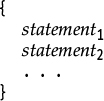 {
statement₁
statement₂
. . .
}